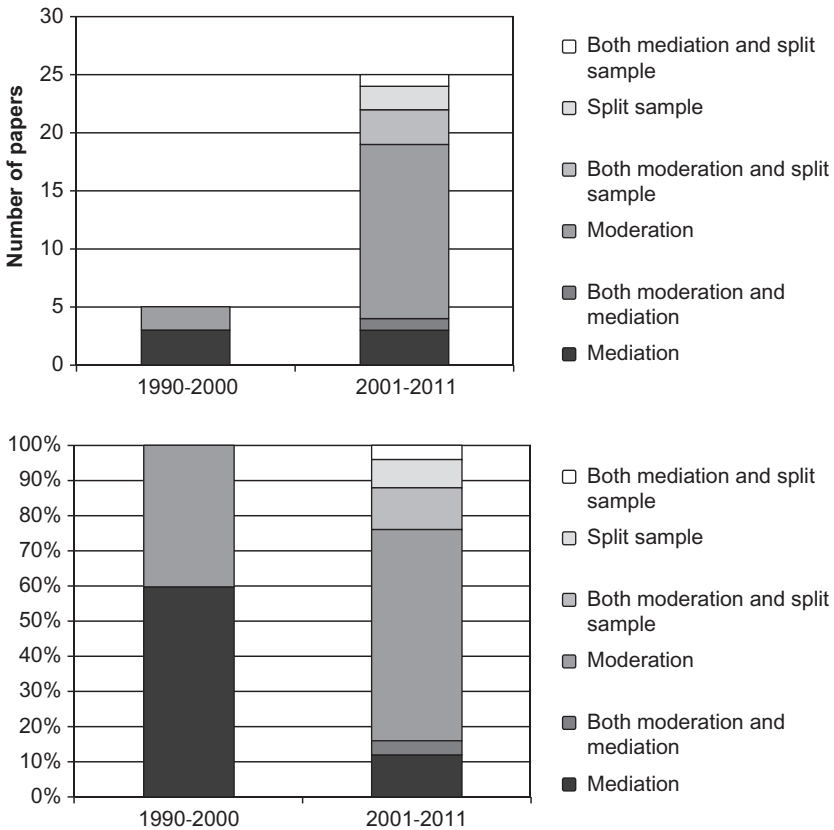 30
25
20
15
10
5
0
Number of papers
1990-2000
2001-2011
Both mediation and split
sample
Split sample
Both moderation and split
sample
Moderation
Both moderation and
mediation
Mediation
100%
90%
80%
70%
60%
50%
40%
30%
20%
10%
0%
1990-2000
2001-2011
Both mediation and split
sample
Split sample
Both moderation and split
sample
Moderation
Both moderation and
mediation
Mediation